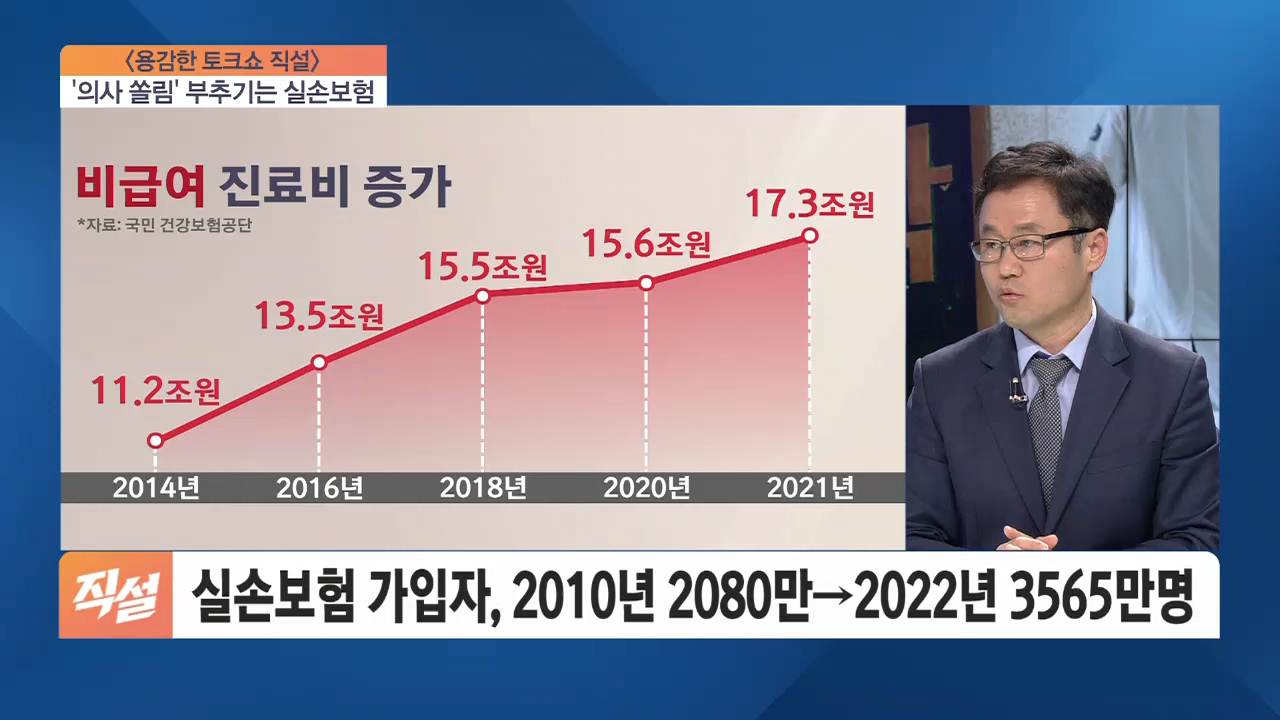 〈용감한 토크쇼 직설〉
'의사 쏠림' 부추기는 실손보험
비급여 진료비 증가
*자료: 국민 건강보험공단
11.2조원
13.5조원
15.5조원
15.6조원
17.3조원
2014년
2016년
2018년
2020년
2021년
직설
실손보험 가입자, 2010년 2080만→2022년 3565만명